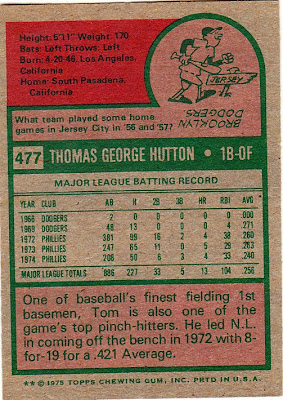 Height: 5'11" Weight: 170
Bats: Left Throws: Left
Born: 4-20-46, Los Angeles,
California
Home: South Pasadena,
California
JERSEY C.
What team played some home
games in Jersey City in '56 and '57?
BROOKLYN
DODGERS
477 THOMAS GEORGE HUTTON • 1B-OF
MAJOR LEAGUE BATTING RECORD
YEAR CLUB AB H 2B 3B HR RBI AVG
1966 DODGERS 2 0 0 0 0 0 .000
1969 DODGERS 48 13 0 0 0 4 .271
1972 PHILLIES 381 99 16 2 4 38 .260
1973 PHILLIES 247 65 11 0 5 29 .263
1974 PHILLIES 208 50 6 3 4 33 .240
MAJOR LEAGUE TOTALS 886 227 33 5 13 104 .256
One of baseball's finest fielding 1st
basemen, Tom is also one of the
game's top pinch-hitters. He led N.L.
in coming off the bench in 1972 with 8-
for-19 for a .421 Average.
** © 1975 TOPPS CHEWING GUM, INC. PRTD IN U.S.A.